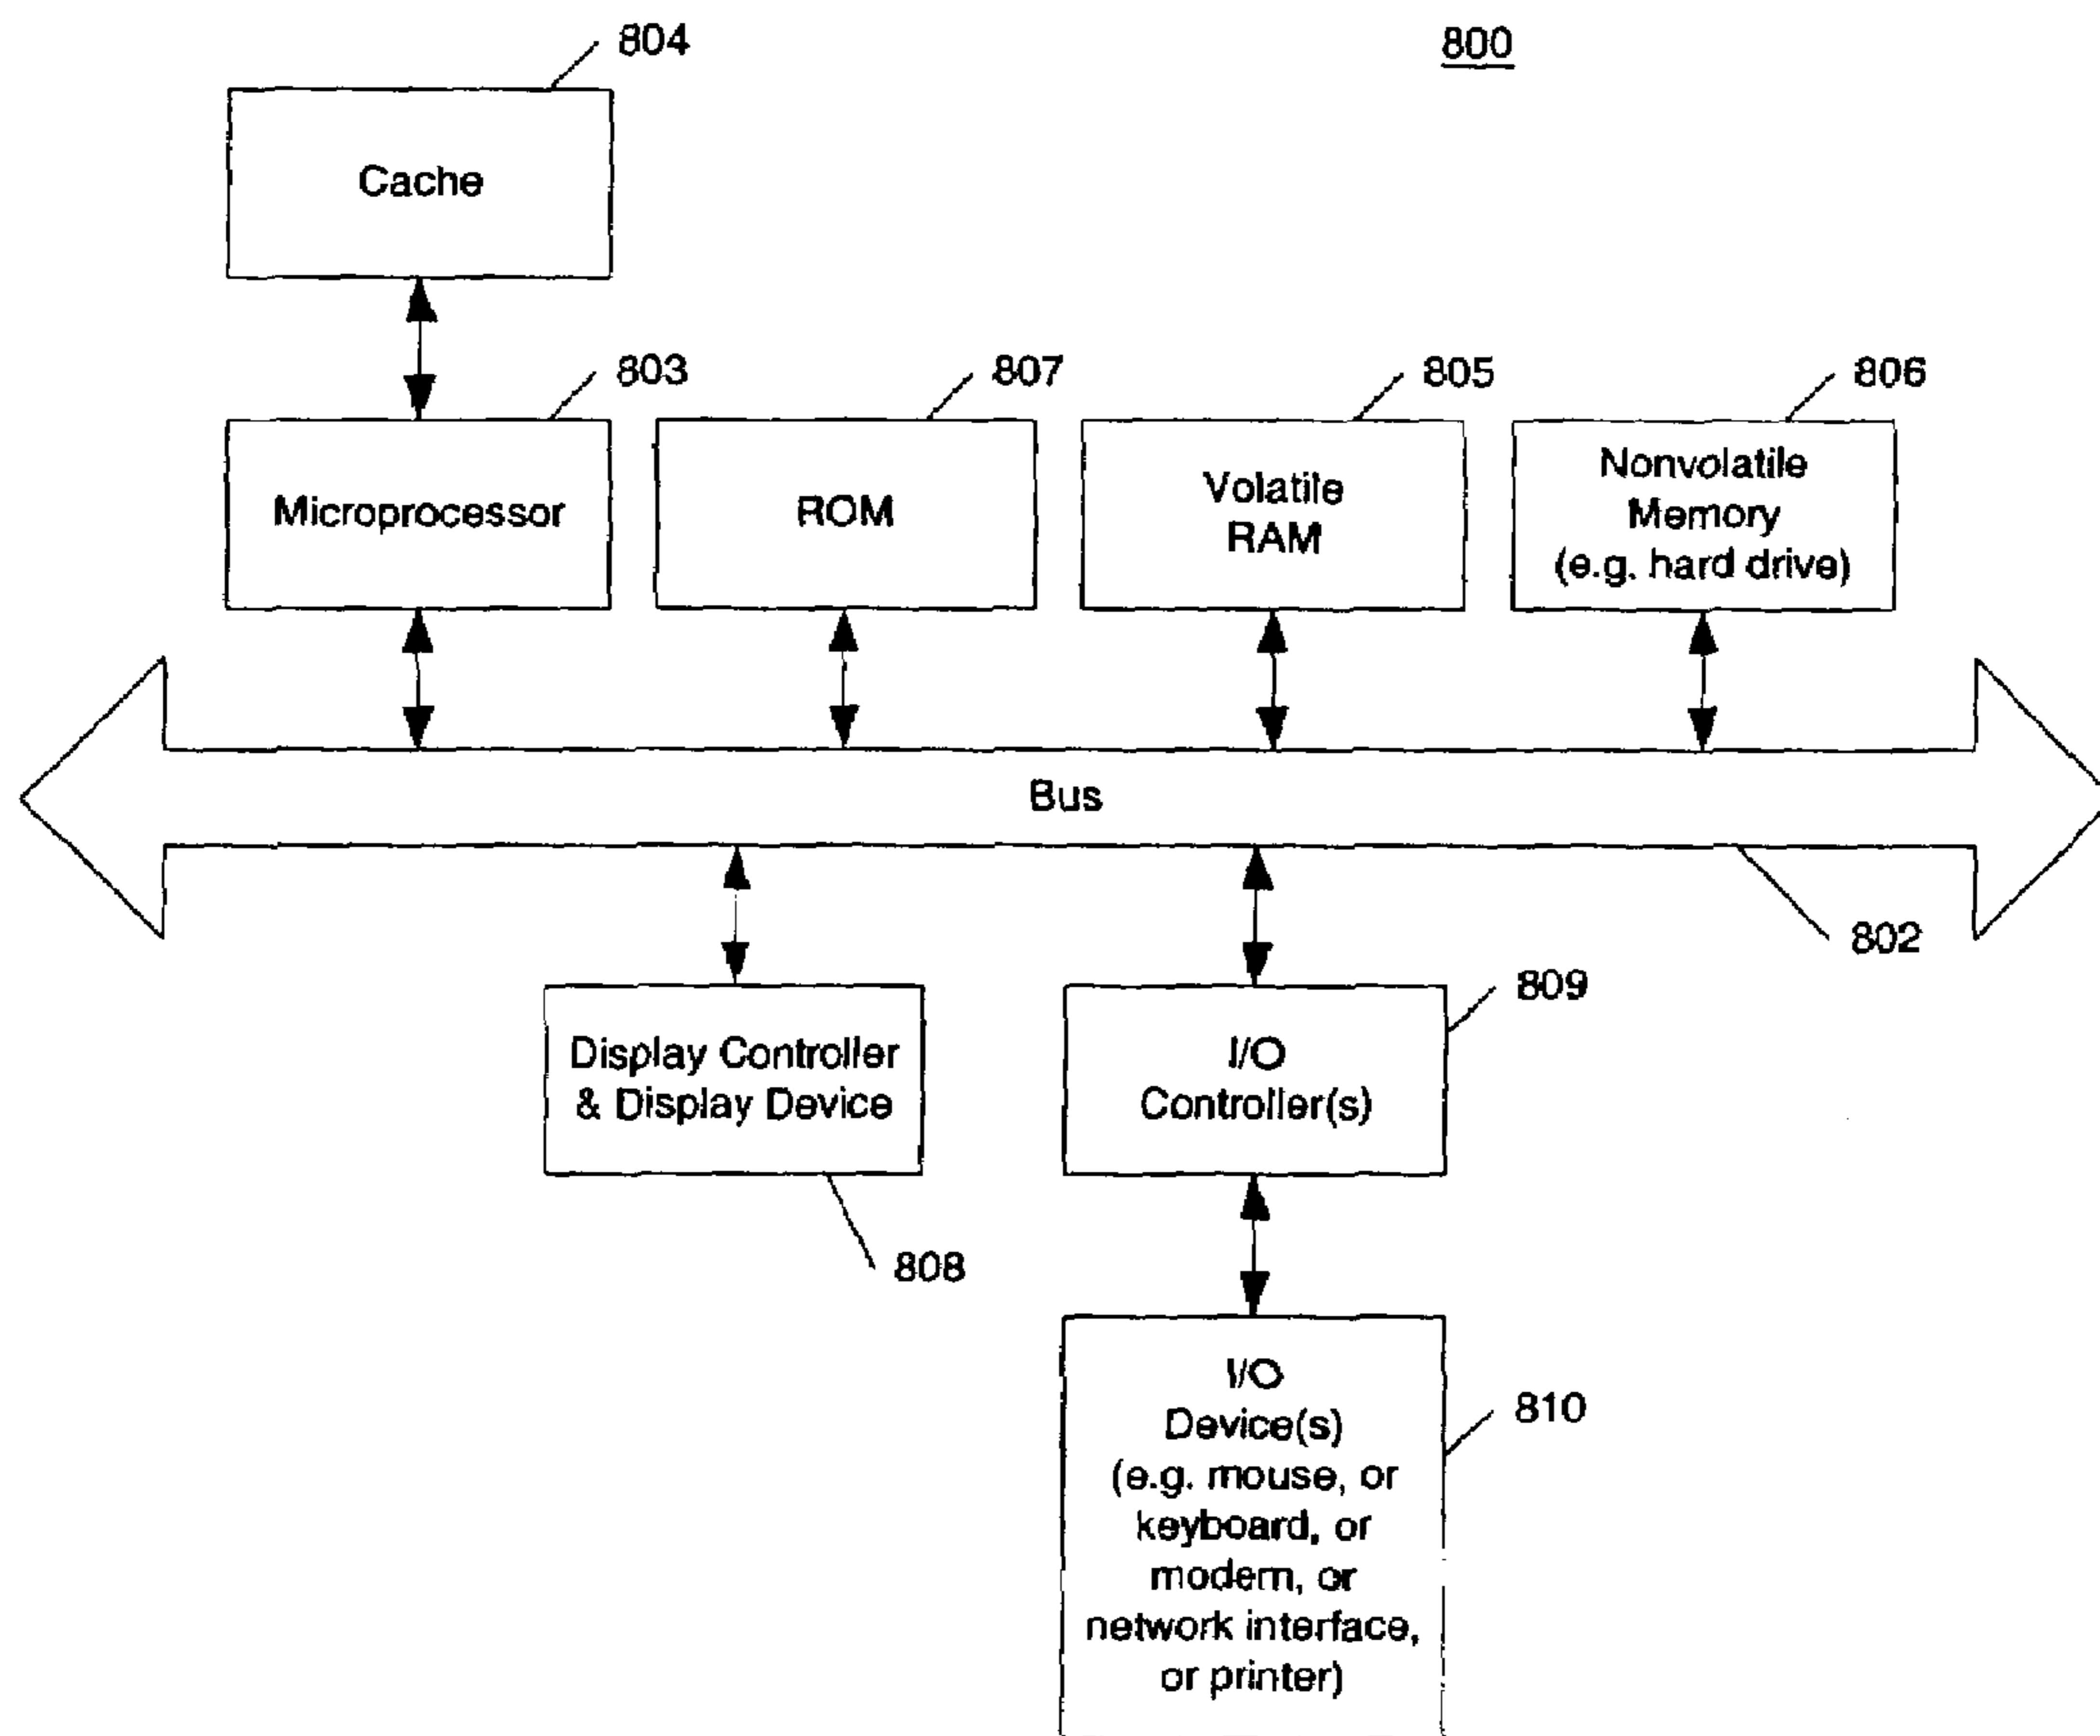 804
800
Cache
803
807
805
806
Microprocessor
ROM
Volatile
RAM
Nonvolatile
Memory
(e.g. hard drive)
Bus
802
809
Display Controller
& Display Device
I/O
Controller(s)
808
810
I/O
Device(s)
(e.g. mouse, or
keyboard, or
modem, or
network interface,
or printer)